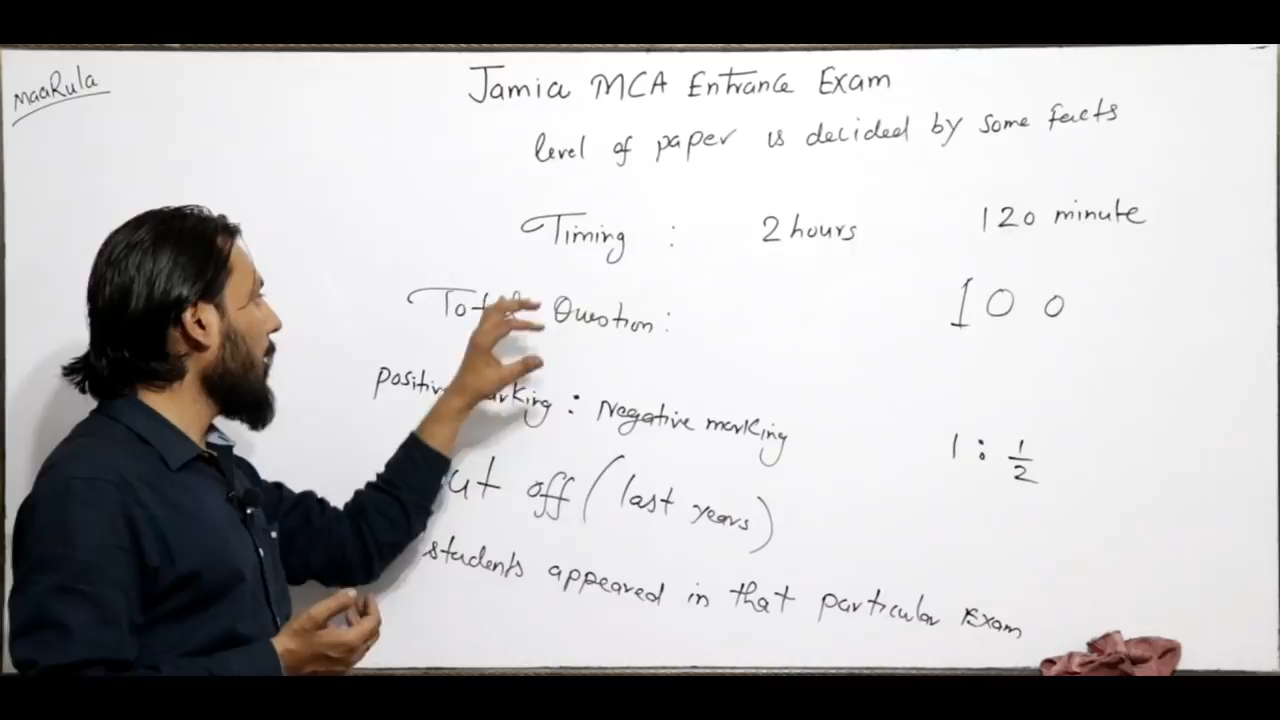 maaRula
Jamia MCA Entrance Exam
level of paper is decided by some facts
Timing : 2 hours 120 minute
Question: 100
marking : Negative marking 1 : 1/2
off (last years)
students appeared in that particular Exam